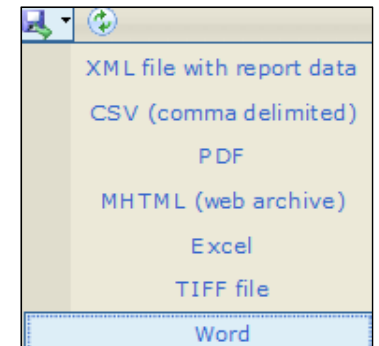 XML file with report data
CSV (comma delimited)
PDF
MHTML (web archive)
Excel
TIFF file
Word